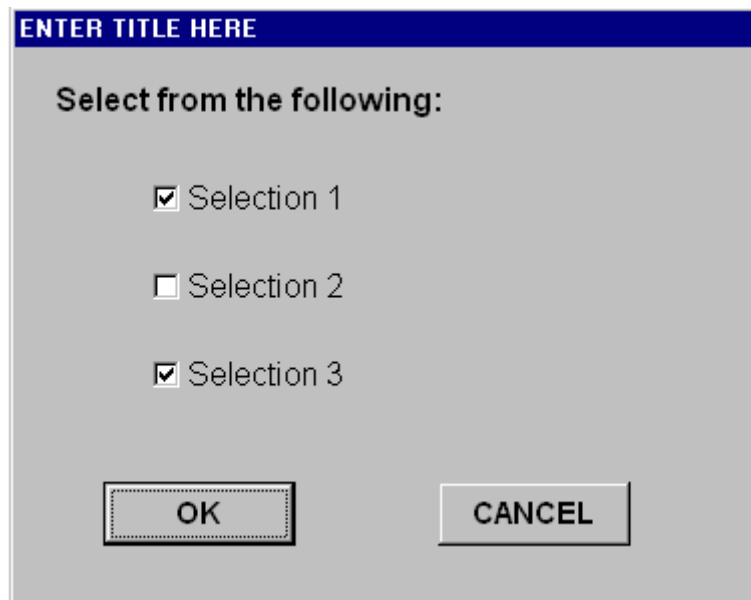 ENTER TITLE HERE
Select from the following:
Selection 1
Selection 2
Selection 3
OK CANCEL